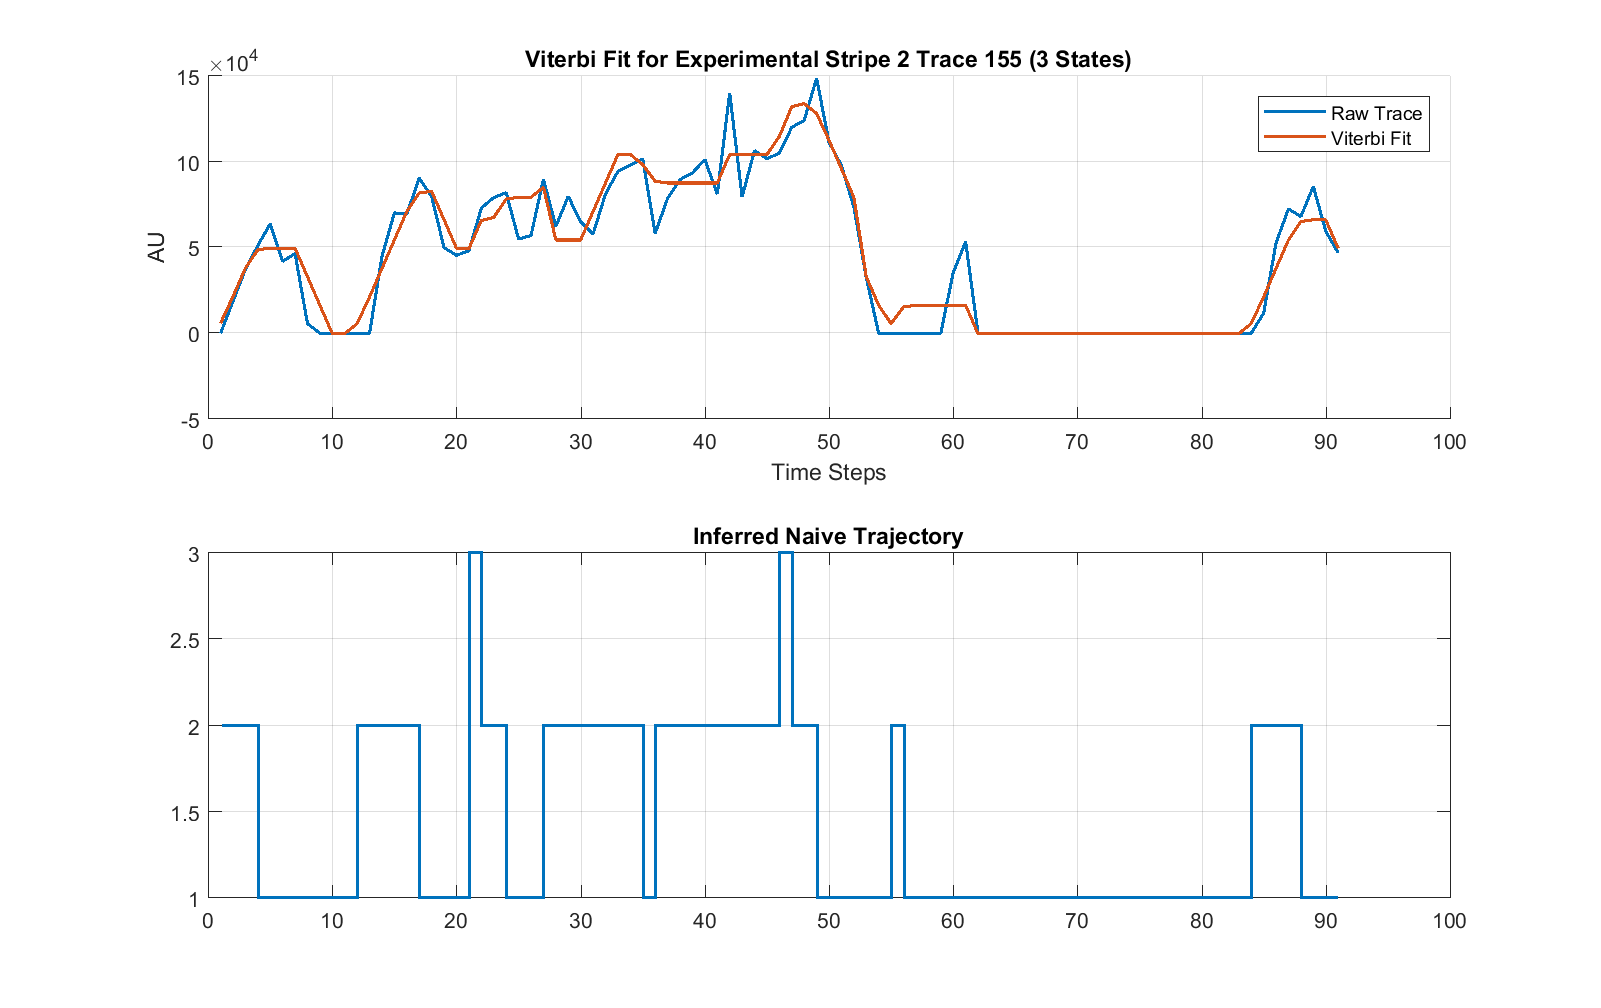 Viterbi Fit for Experimental Stripe 2 Trace 155 (3 States)
×10⁴
15
10
5
0
-5
AU
Raw Trace
Viterbi Fit
0 10 20 30 40 50 60 70 80 90 100
Time Steps
Inferred Naive Trajectory
3
2.5
2
1.5
1
0 10 20 30 40 50 60 70 80 90 100